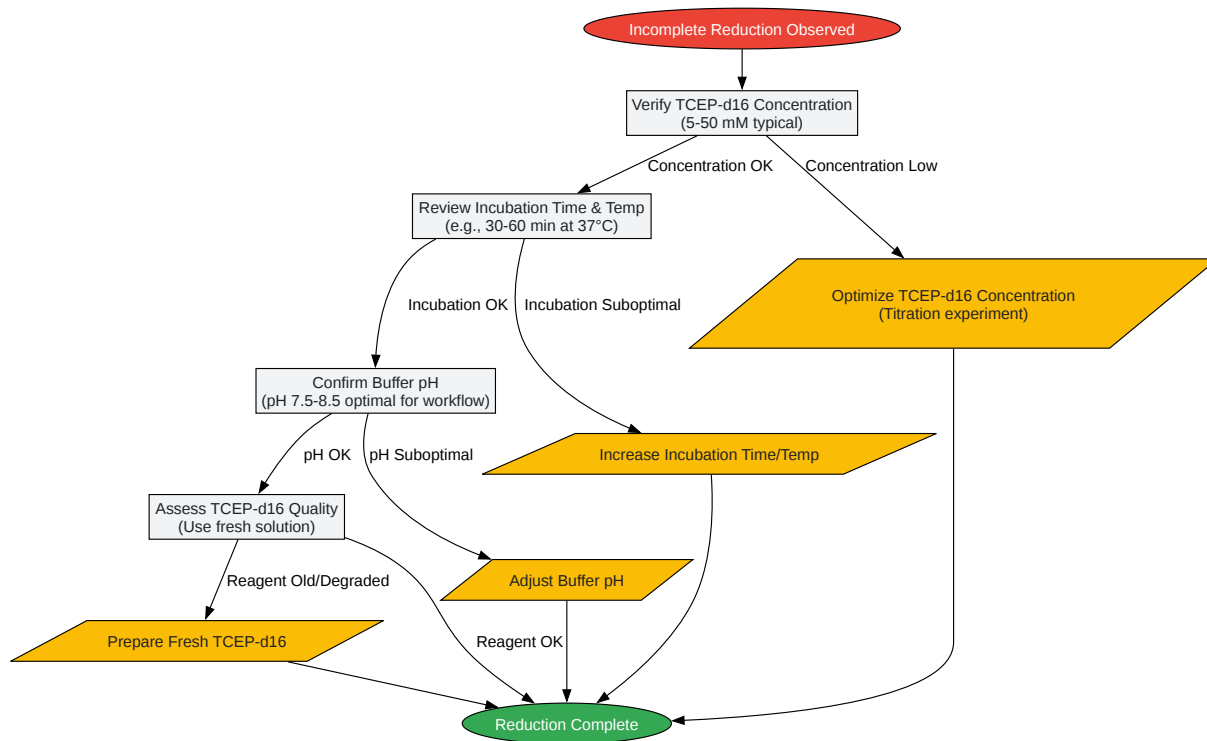 Incomplete Reduction Observed
Verify TCEP-d16 Concentration
(5-50 mM typical)
Concentration OK
Concentration Low
Review Incubation Time & Temp
(e.g., 30-60 min at 37°C)
Optimize TCEP-d16 Concentration
(Titration experiment)
Incubation OK
Incubation Suboptimal
Confirm Buffer pH
(pH 7.5-8.5 optimal for workflow)
Increase Incubation Time/Temp
pH OK
pH Suboptimal
Assess TCEP-d16 Quality
(Use fresh solution)
Reagent Old/Degraded
Adjust Buffer pH
Prepare Fresh TCEP-d16
Reagent OK
Reduction Complete